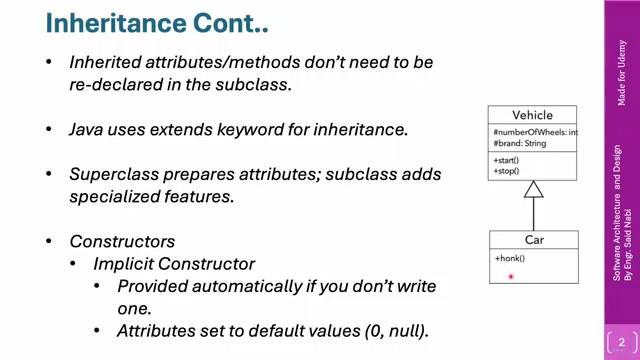 Inheritance Cont..
• Inherited attributes/methods don't need to be
re-declared in the subclass.
• Java uses extends keyword for inheritance.
• Superclass prepares attributes; subclass adds
specialized features.
• Constructors
• Implicit Constructor
• Provided automatically if you don't write
one.
• Attributes set to default values (0, null).
Vehicle
#numberOfWheels: int
#brand: String
+start()
+stop()
Car
+honk()
Made for Udemy
Software Architecture and Design
By Engr. Said Nabi
2